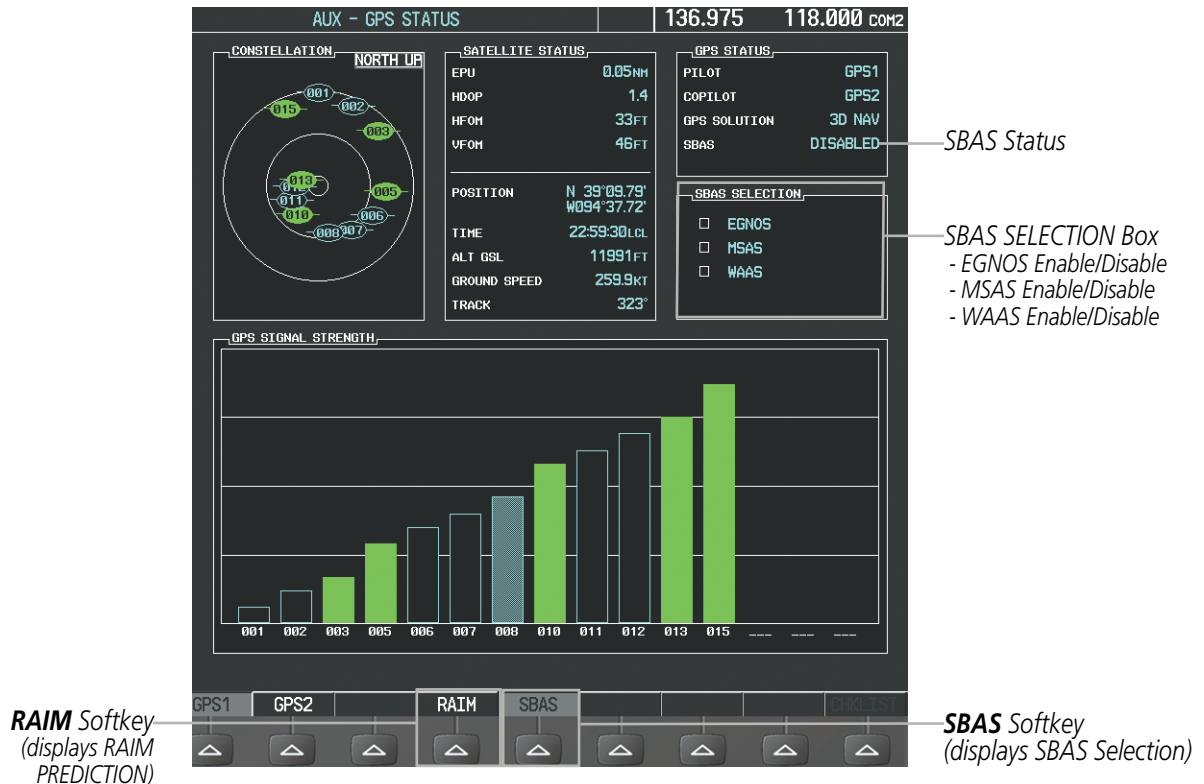 AUX - GPS STATUS
136.975 118.000 COM2
CONSTELLATION
NORTH UP
001
002
015
003
013
012
011
005
010
006
008
007
SATELLITE STATUS
EPU 0.05NM
HDOP 1.4
HFOM 33FT
VFOM 46FT
POSITION N 39°09.79'
W094°37.72'
TIME 22:59:30LCL
ALT GSL 11991FT
GROUND SPEED 259.9KT
TRACK 323°
GPS STATUS
PILOT GPS1
COPILOT GPS2
GPS SOLUTION 3D NAV
SBAS DISABLED
SBAS SELECTION
EGNOS
MSAS
WAAS
SBAS Status
SBAS SELECTION Box
- EGNOS Enable/Disable
- MSAS Enable/Disable
- WAAS Enable/Disable
GPS SIGNAL STRENGTH
001 002 003 005 006 007 008 010 011 012 013 015 ___ ___ ___
GPS1 GPS2 RAIM SBAS CHKLIST
RAIM Softkey
(displays RAIM
PREDICTION)
SBAS Softkey
(displays SBAS Selection)